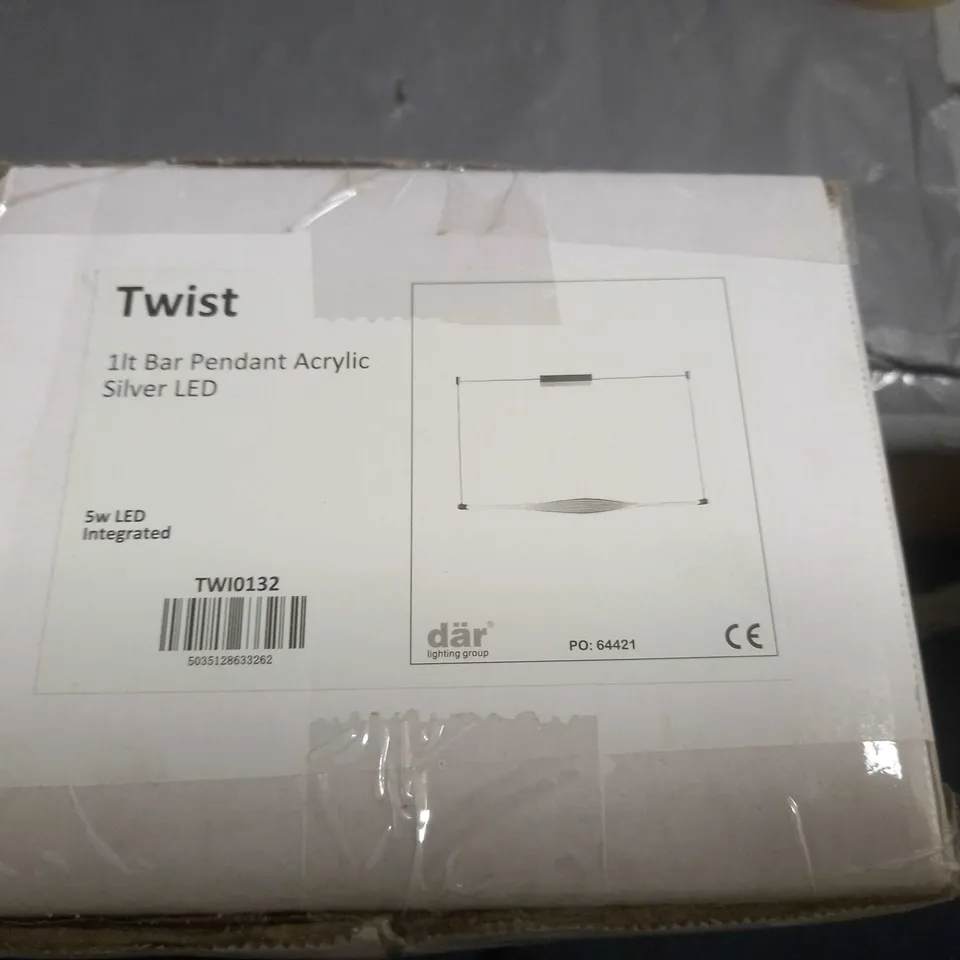 Twist
1lt Bar Pendant Acrylic
Silver LED
5w LED
Integrated
TWI0132
5035128633262
där®
lighting group
PO: 64421
CE